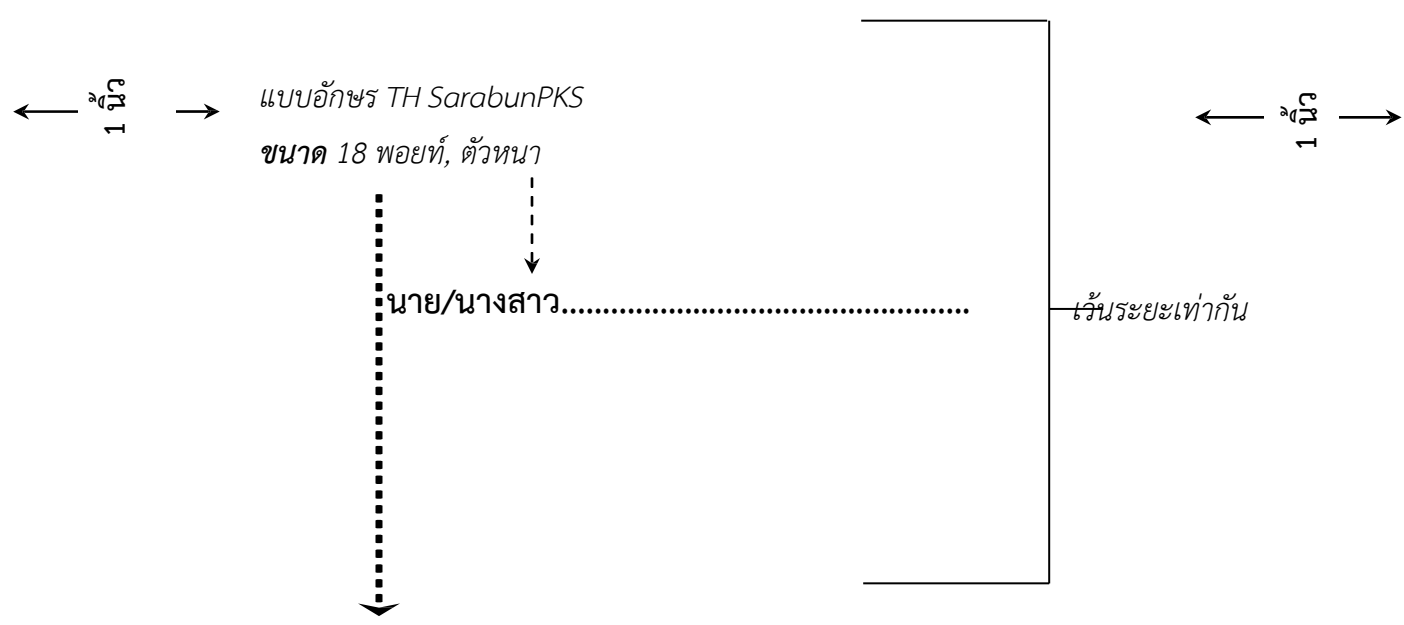 1 นิ้ว
แบบอักษร TH SarabunPKS
1 นิ้ว
ขนาด 18 พอยท์, ตัวหนา
นาย/นางสาว..................................................
เว้นระยะเท่ากัน